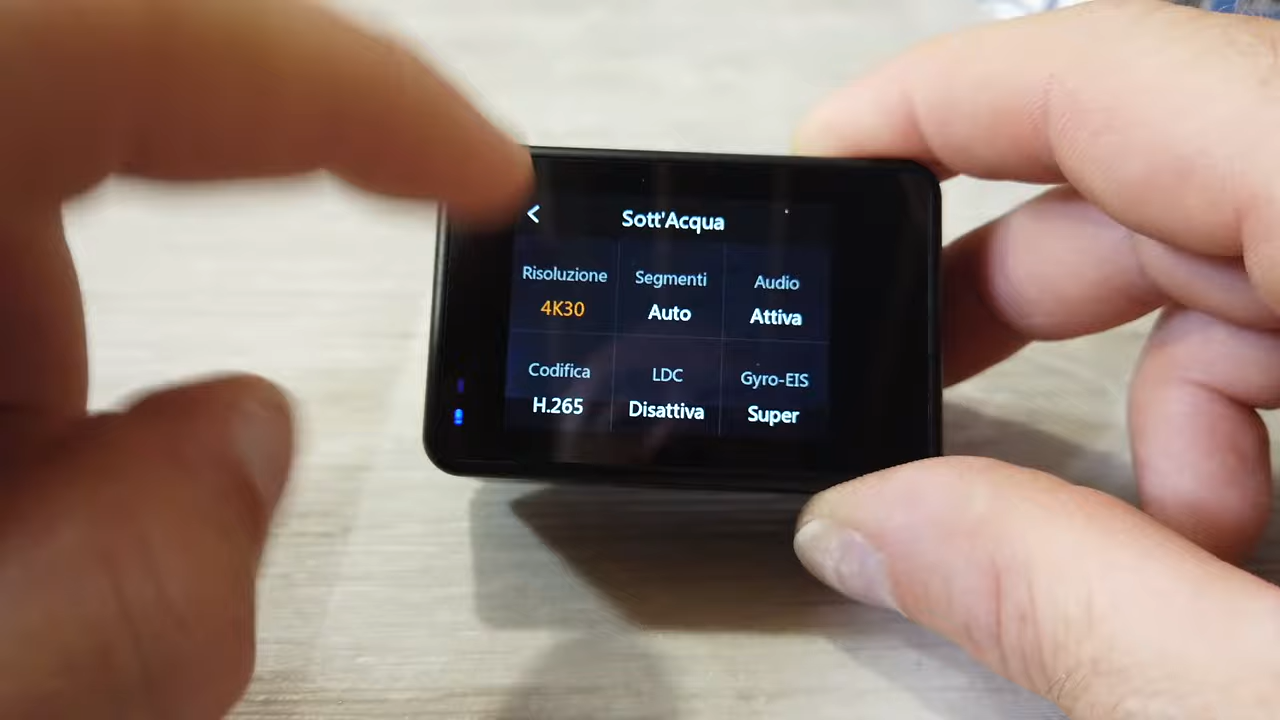 Sott'Acqua
Risoluzione
4K30
Segmenti
Auto
Audio
Attiva
Codifica
H.265
LDC
Disattiva
Gyro-EIS
Super